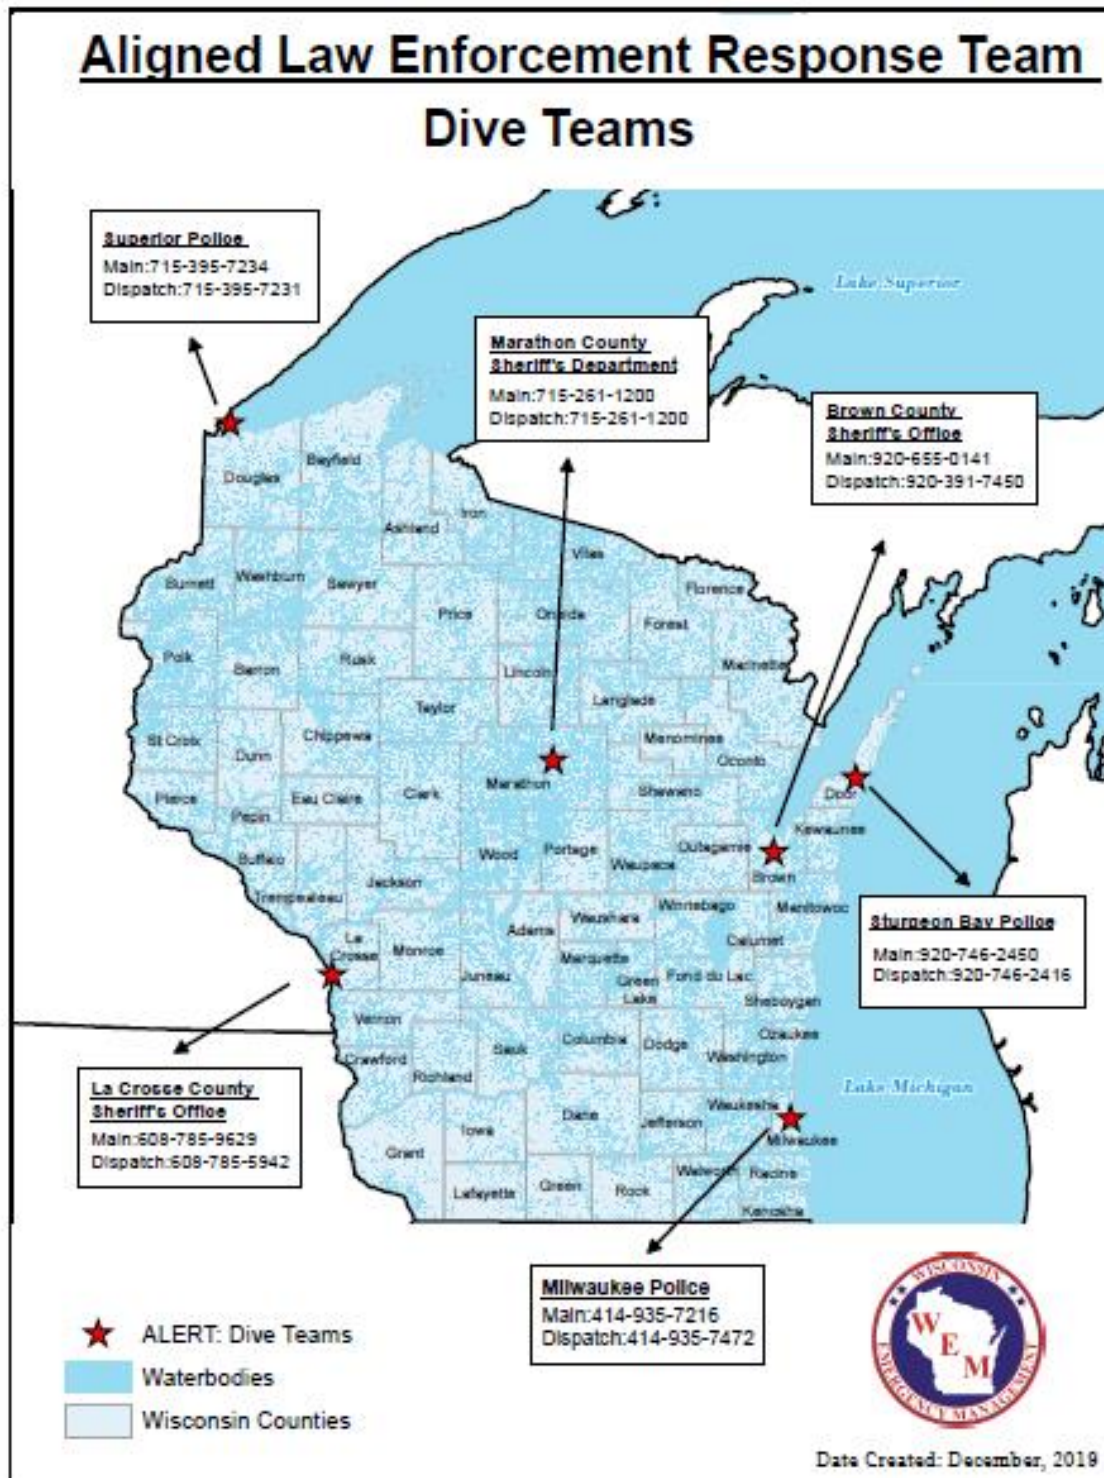 Aligned Law Enforcement Response Team
Dive Teams
Superior Police
Main:715-395-7234
Dispatch:715-395-7231
Lake Superior
Marathon County
Sheriff's Department
Main:715-261-1200
Dispatch:715-261-1200
Brown County
Sheriff's Office
Main:920-655-0141
Dispatch:920-391-7450
Douglas
Bayfield
Ashland
Iron
Vilas
Burnett
Washburn
Sawyer
Price
Oneida
Florence
Forest
Marinette
Polk
Barron
Rusk
Lincoln
Langlade
Taylor
St Croix
Dunn
Chippewa
Menominee
Oconto
Pierce
Pepin
Eau Claire
Clark
Marathon
Shawano
Door
Kewaunee
Buffalo
Trempealeau
Jackson
Wood
Portage
Waupaca
Outagamie
Brown
La
Crosse
Monroe
Juneau
Adams
Waushara
Winnebago
Manitowoc
Calumet
Marquette
Green
Lake
Fond du Lac
Sheboygan
Sturgeon Bay Police
Main:920-746-2450
Dispatch:920-746-2416
Vernon
Crawford
Richland
Sauk
Columbia
Dodge
Washington
Ozaukee
Lake Michigan
La Crosse County
Sheriff's Office
Main:608-785-9629
Dispatch:608-785-5942
Grant
Iowa
Dane
Jefferson
Waukesha
Milwaukee
Lafayette
Green
Rock
Walworth
Racine
Kenosha
Milwaukee Police
Main:414-935-7216
Dispatch:414-935-7472
ALERT: Dive Teams
Waterbodies
Wisconsin Counties
WISCONSIN
WEM
EMERGENCY MANAGEMENT
Date Created: December, 2019